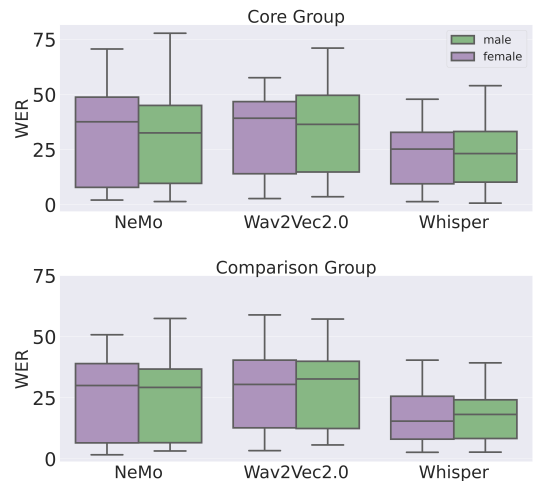 Core Group
75
50
25
0
WER
male
female
NeMo Wav2Vec2.0 Whisper
Comparison Group
75
50
25
0
WER
NeMo Wav2Vec2.0 Whisper